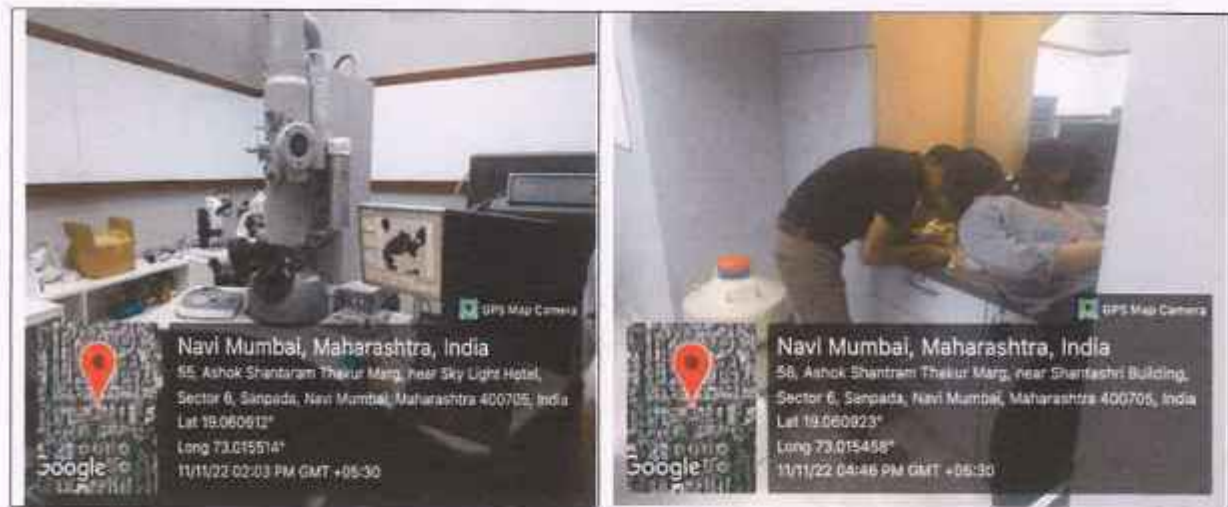 GPS Map Camera
Navi Mumbai, Maharashtra, India
55, Ashok Shantaram Thakur Marg, near Sky Light Hotel,
Sector 6, Sanpada, Navi Mumbai, Maharashtra 400705, India
Lat 19.060612°
Long 73.015514°
11/11/22 02:03 PM GMT +05:30
Google
GPS Map Camera
Navi Mumbai, Maharashtra, India
58, Ashok Shantram Thakur Marg, near Shantashri Building,
Sector 6, Sanpada, Navi Mumbai, Maharashtra 400705, India
Lat 19.060923°
Long 73.015458°
11/11/22 04:46 PM GMT +05:30
Google